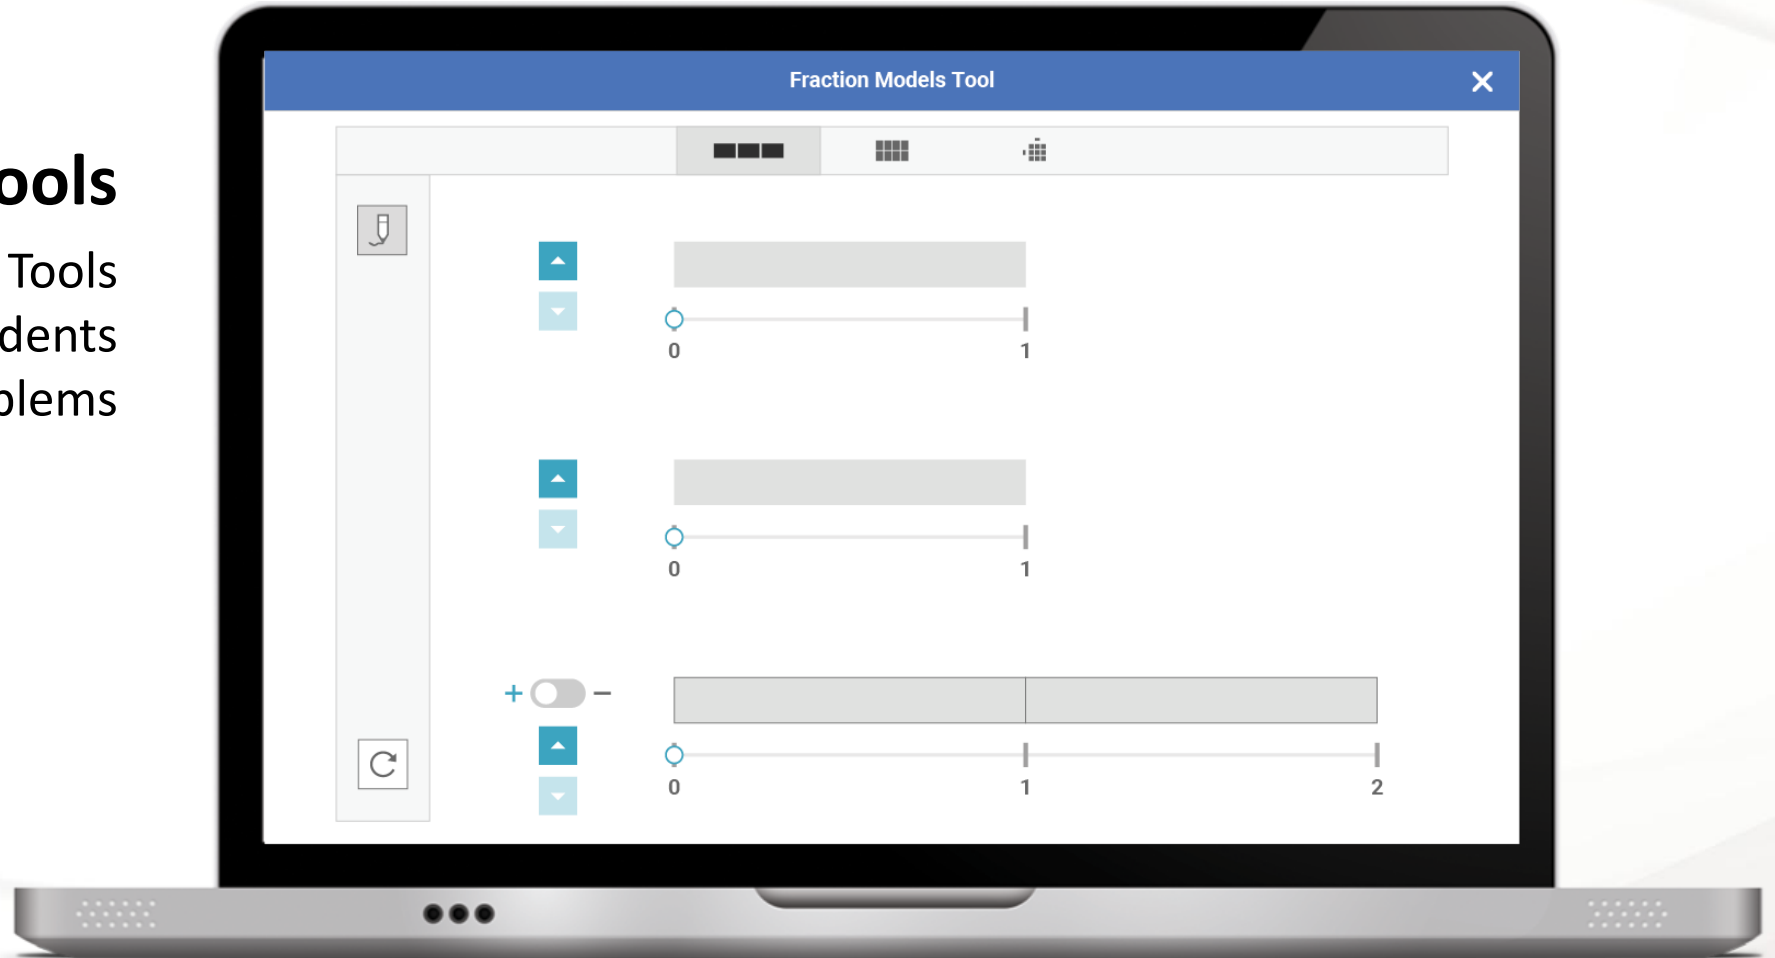 ools
Tools
dents
blems
Fraction Models Tool
0 1
0 1
+ −
0 1 2